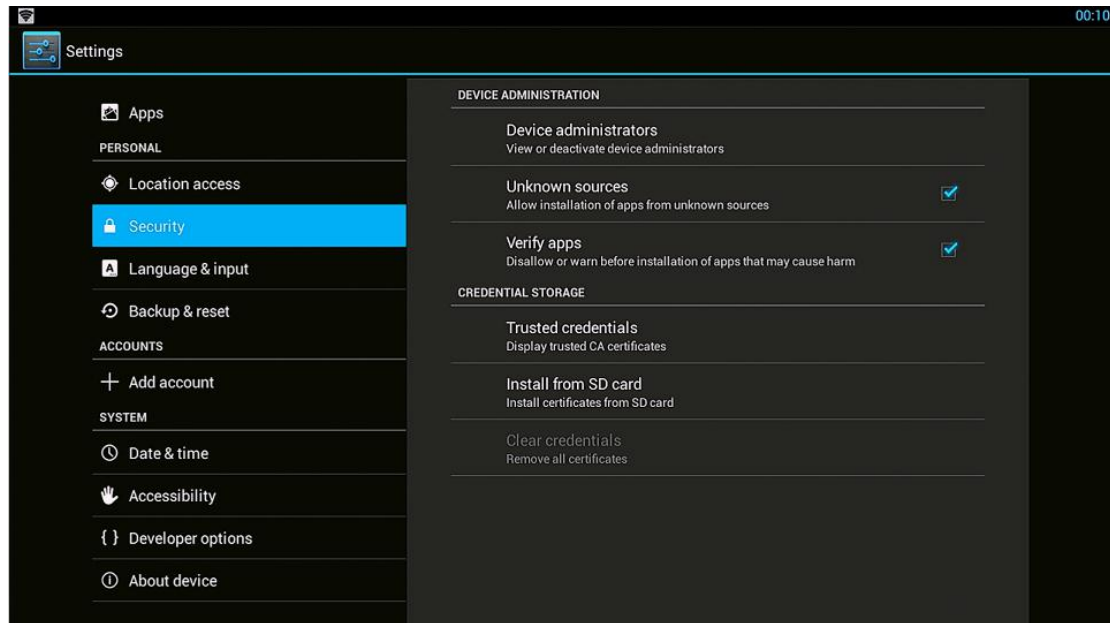 00:10
Settings
Apps
PERSONAL
Location access
Security
Language & input
Backup & reset
ACCOUNTS
Add account
SYSTEM
Date & time
Accessibility
Developer options
About device
DEVICE ADMINISTRATION
Device administrators
View or deactivate device administrators
Unknown sources
Allow installation of apps from unknown sources
Verify apps
Disallow or warn before installation of apps that may cause harm
CREDENTIAL STORAGE
Trusted credentials
Display trusted CA certificates
Install from SD card
Install certificates from SD card
Clear credentials
Remove all certificates